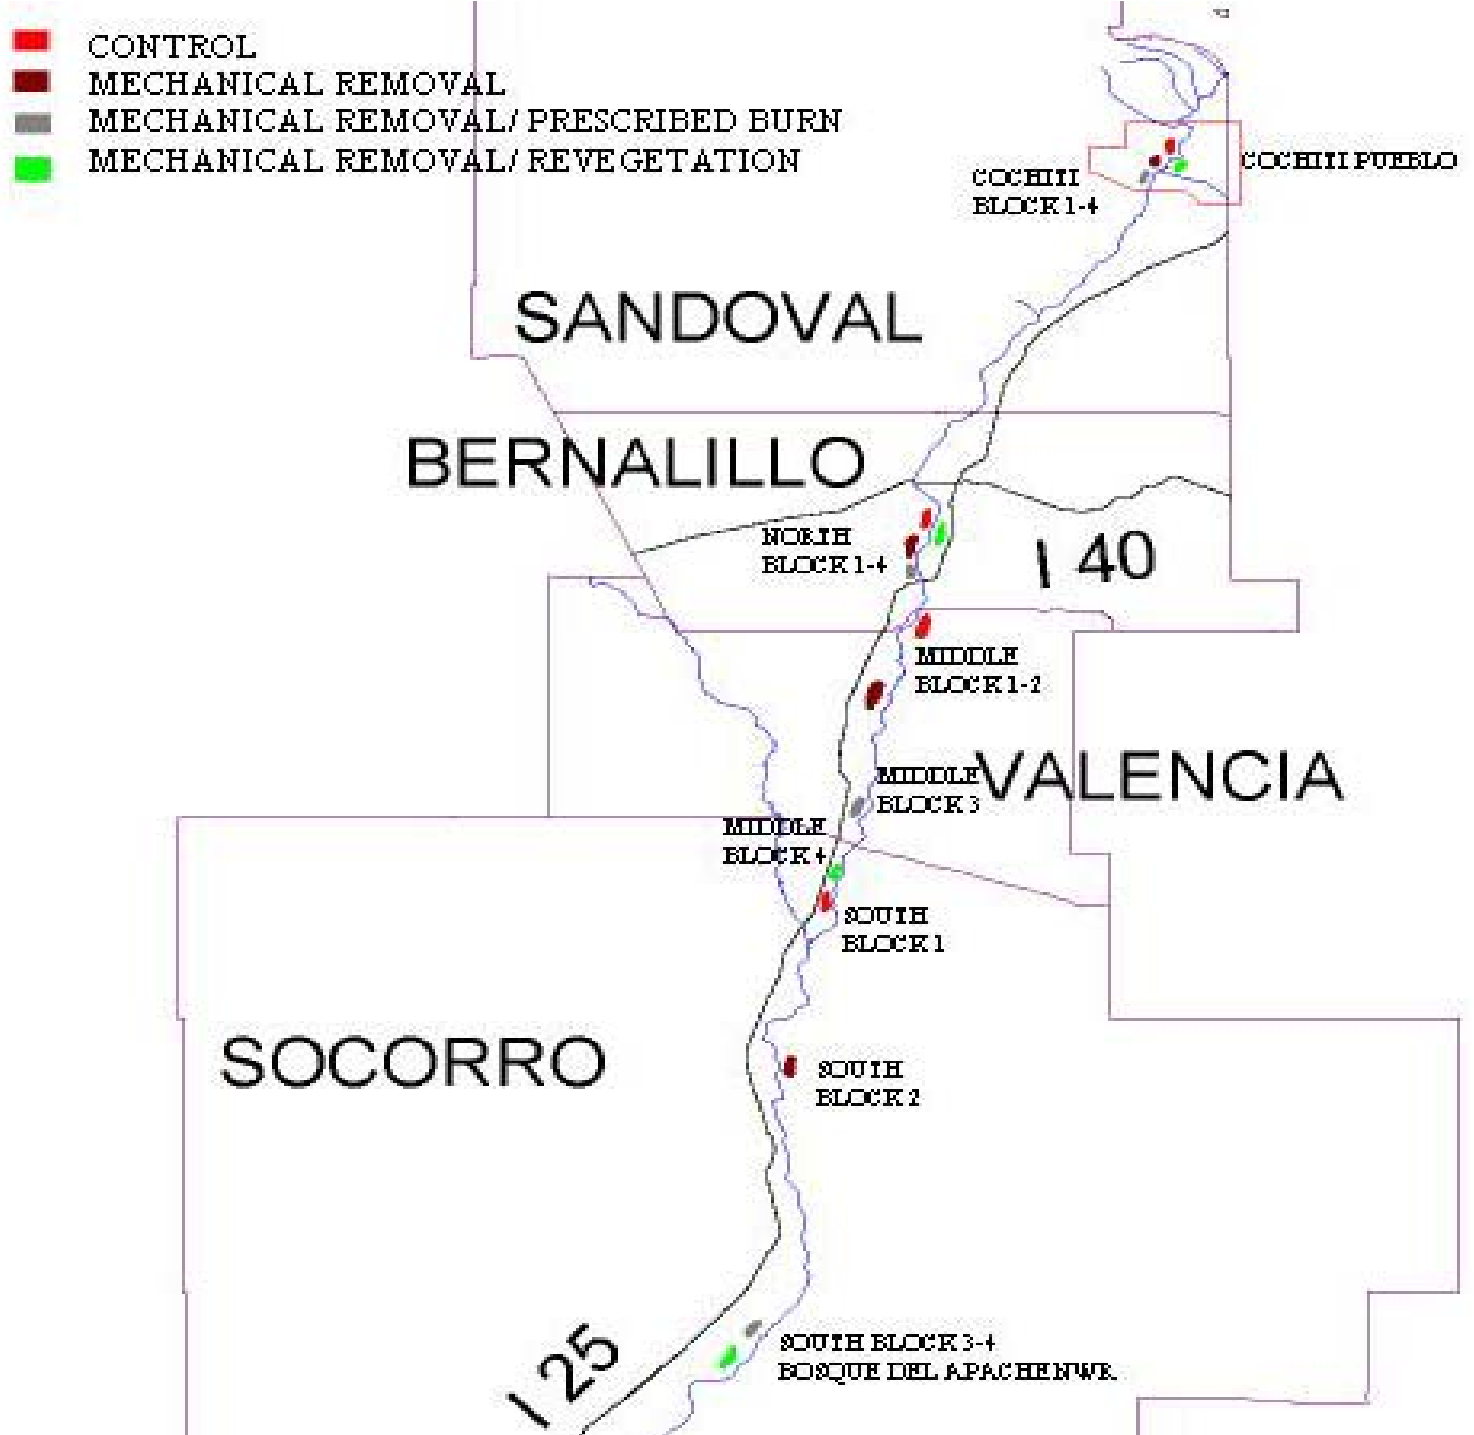 CONTROL
MECHANICAL REMOVAL
MECHANICAL REMOVAL/ PRESCRIBED BURN
MECHANICAL REMOVAL/ REVEGETATION
COCHITI PUEBLO
COCHITI
BLOCK 1-4
SANDOVAL
BERNALILLO
NORTH
BLOCK 1-4
I 40
MIDDLE
BLOCK 1-2
MIDDLE
BLOCK 3
VALENCIA
MIDDLE
BLOCK 4
SOUTH
BLOCK 1
SOCORRO
SOUTH
BLOCK 2
SOUTH BLOCK 3-4
BOSQUE DEL APACHE NWR
I 25